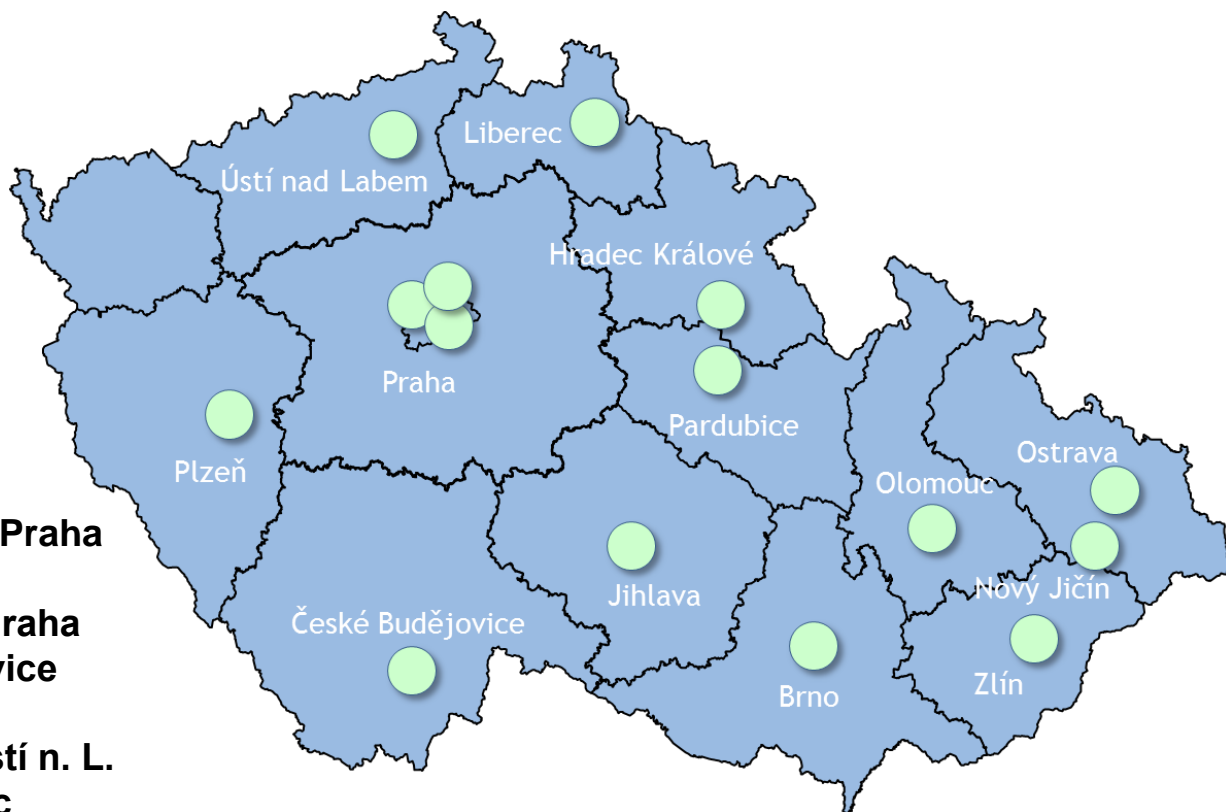 Liberec
Ústí nad Labem
Hradec Králové
Praha
Pardubice
Plzeň
Ostrava
Olomouc
Praha
Nový Jičín
Jihlava
České Budějovice
raha
vice
Zlín
Brno
stí n. L.
c